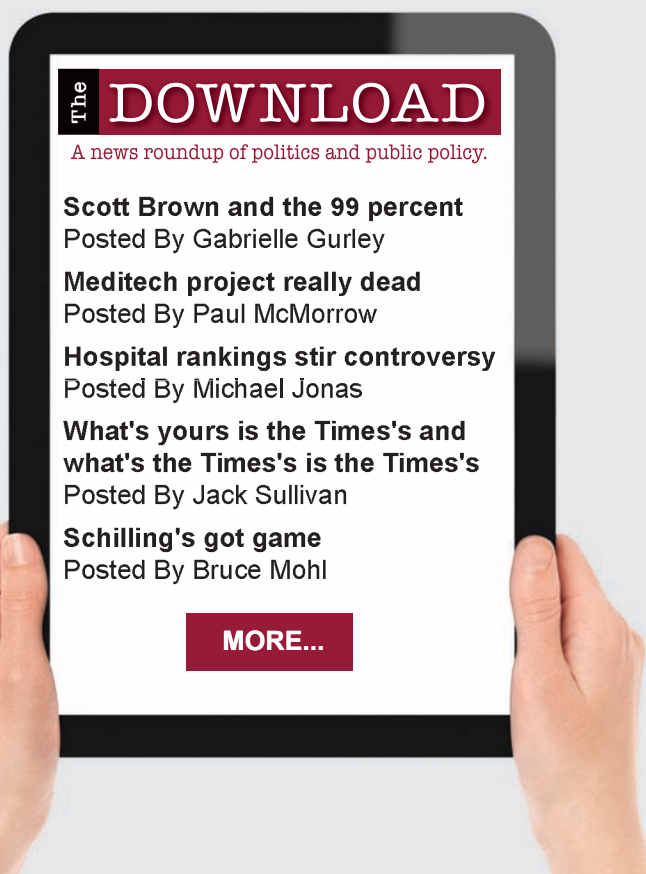 The DOWNLOAD
A news roundup of politics and public policy.
Scott Brown and the 99 percent
Posted By Gabrielle Gurley
Meditech project really dead
Posted By Paul McMorrow
Hospital rankings stir controversy
Posted By Michael Jonas
What's yours is the Times's and
what's the Times's is the Times's
Posted By Jack Sullivan
Schilling's got game
Posted By Bruce Mohl
MORE...